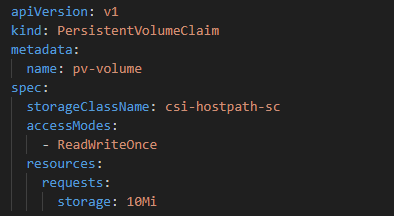 apiVersion: v1
kind: PersistentVolumeClaim
metadata:
  name: pv-volume
spec:
  storageClassName: csi-hostpath-sc
  accessModes:
    - ReadWriteOnce
  resources:
    requests:
      storage: 10Mi